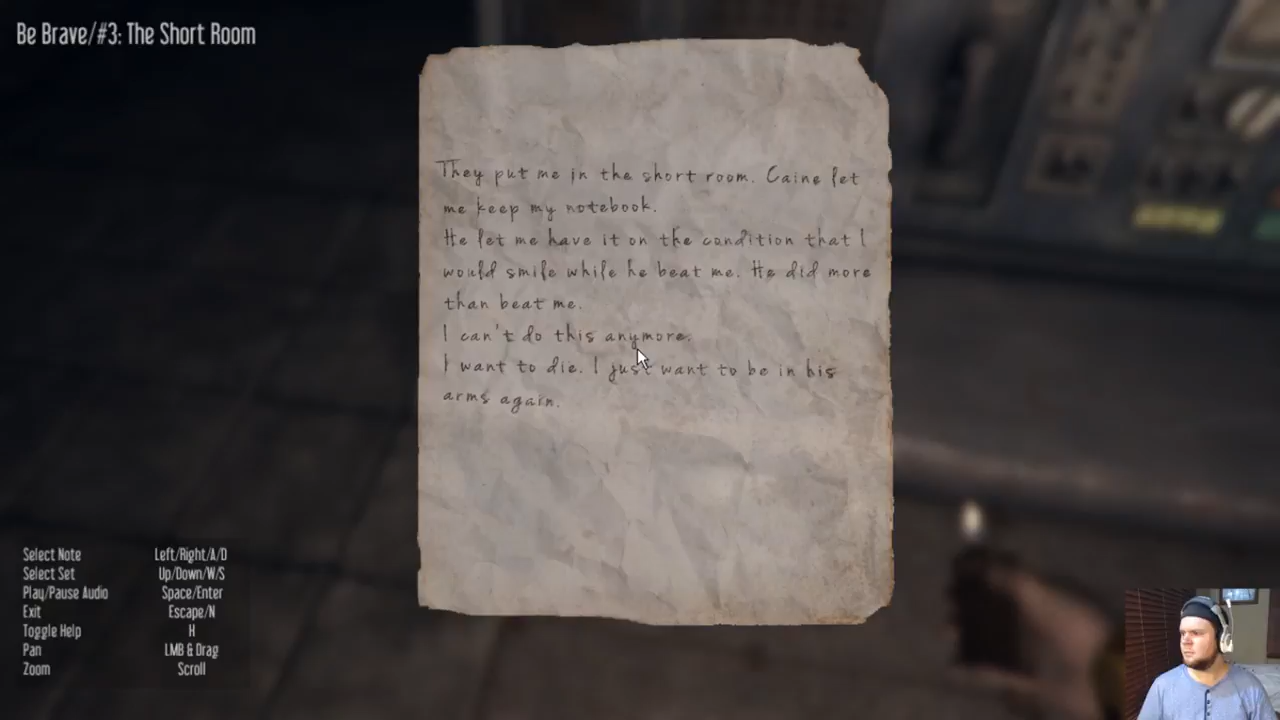 Be Brave/#3: The Short Room
They put me in the short room. Caine let
me keep my notebook.
He let me have it on the condition that I
would smile while he beat me. He did more
than beat me.
I can't do this anymore.
I want to die. I just want to be in his
arms again.
Select Note Left/Right/A/D
Select Set Up/Down/W/S
Play/Pause Audio Space/Enter
Exit Escape/N
Toggle Help H
Pan LMB & Drag
Zoom Scroll